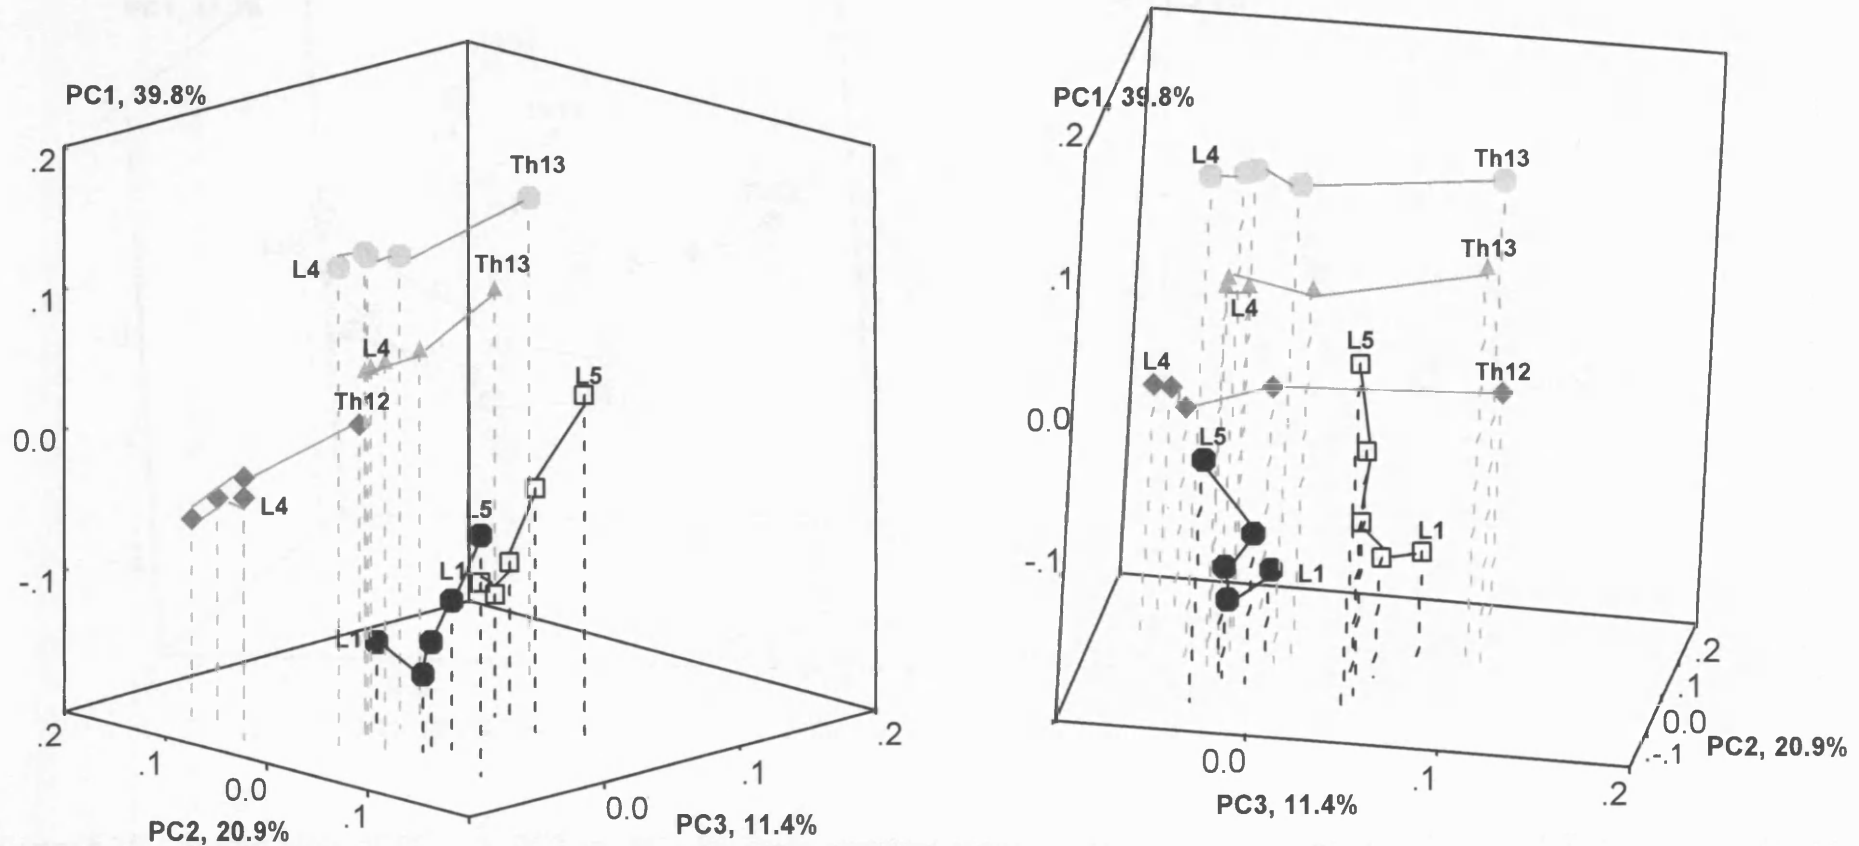 PC1, 39.8%
.2
.1
0.0
-.1
Th13
L4
Th13
L4
Th12
L4
L5
L5
L1
L1
.2
.1
0.0
.1
PC2, 20.9%
0.0
.1
.2
PC3, 11.4%
PC1, 39.8%
.2
.1
0.0
-.1
L4
Th13
Th13
L4
L5
L4
Th12
L5
L1
L1
0.0
.1
.2
PC3, 11.4%
.2
.1
0.0
-.1
PC2, 20.9%